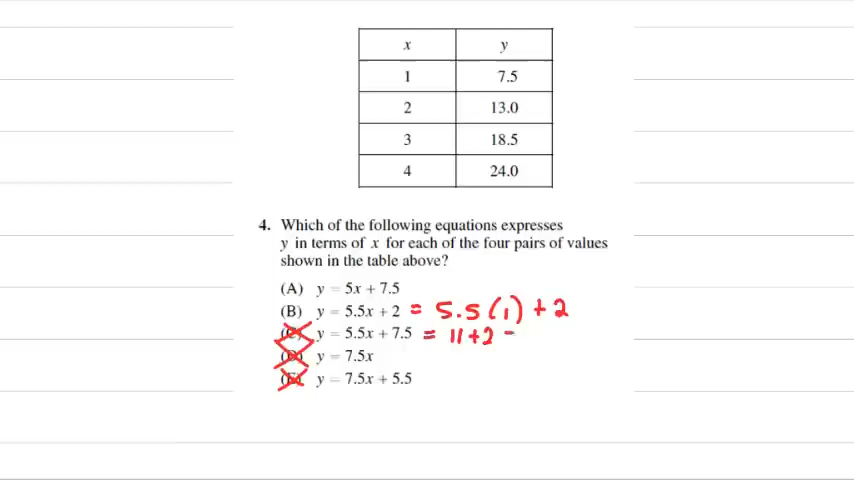 x y
1 7.5
2 13.0
3 18.5
4 24.0
4. Which of the following equations expresses
y in terms of x for each of the four pairs of values
shown in the table above?
(A) y = 5x + 7.5
(B) y = 5.5x + 2 = 5.5(1) + 2
y = 5.5x + 7.5 = 11+2 =
y = 7.5x
y = 7.5x + 5.5